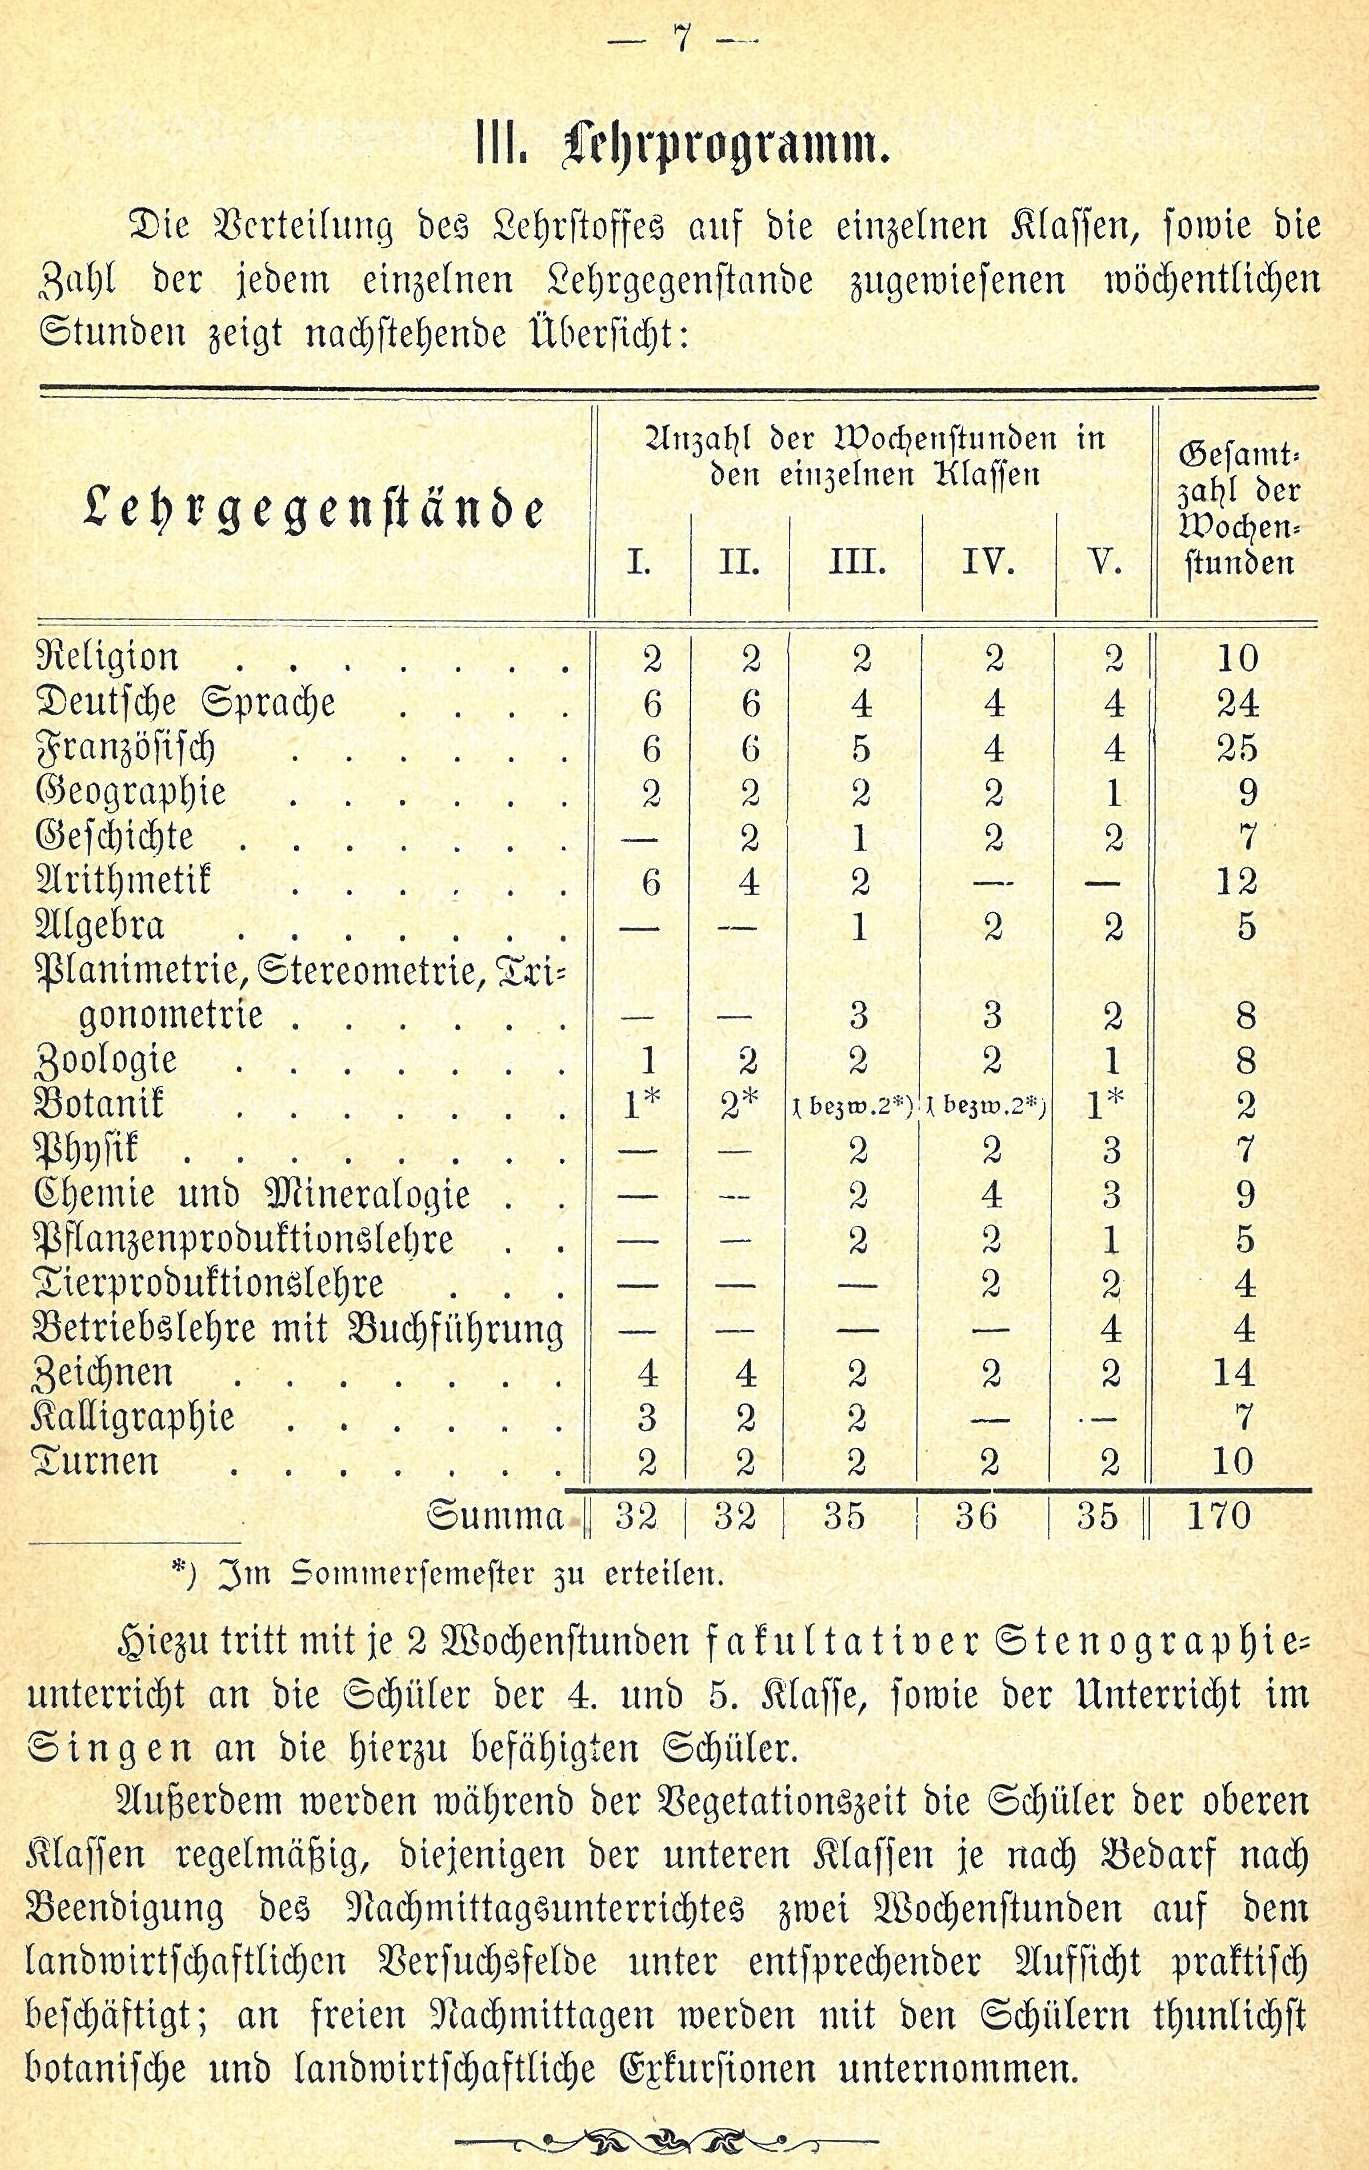 — 7 —
III. Lehrprogramm.
Die Verteilung des Lehrstoffes auf die einzelnen Klassen, sowie die
Zahl der jedem einzelnen Lehrgegenstande zugewiesenen wöchentlichen
Stunden zeigt nachstehende Übersicht:
Lehrgegenstände
Anzahl der Wochenstunden in
den einzelnen Klassen
I. II. III. IV. V.
Gesamt-
zahl der
Wochen-
stunden
Religion . . . . . . . 2 2 2 2 2 10
Deutsche Sprache . . . . 6 6 4 4 4 24
Französisch . . . . . . 6 6 5 4 4 25
Geographie . . . . . . 2 2 2 2 1 9
Geschichte . . . . . . . — 2 1 2 2 7
Arithmetik . . . . . . 6 4 2 — — 12
Algebra . . . . . . . — — 1 2 2 5
Planimetrie, Stereometrie, Tri-
gonometrie . . . . . . — — 3 3 2 8
Zoologie . . . . . . . 1 2 2 2 1 8
Botanik . . . . . . . 1* 2* 1 bezw.2*) 1 bezw.2*) 1* 2
Physik . . . . . . . . — — 2 2 3 7
Chemie und Mineralogie . . — — 2 4 3 9
Pflanzenproduktionslehre . . — — 2 2 1 5
Tierproduktionslehre . . . — — — 2 2 4
Betriebslehre mit Buchführung — — — — 4 4
Zeichnen . . . . . . . 4 4 2 2 2 14
Kalligraphie . . . . . . 3 2 2 — — 7
Turnen . . . . . . . 2 2 2 2 2 10
Summa 32 32 35 36 35 170
*) Im Sommersemester zu erteilen.
Hiezu tritt mit je 2 Wochenstunden fakultativer Stenographie-
unterricht an die Schüler der 4. und 5. Klasse, sowie der Unterricht im
Singen an die hierzu befähigten Schüler.
Außerdem werden während der Vegetationszeit die Schüler der oberen
Klassen regelmäßig, diejenigen der unteren Klassen je nach Bedarf nach
Beendigung des Nachmittagsunterrichtes zwei Wochenstunden auf dem
landwirtschaftlichen Versuchsfelde unter entsprechender Aufsicht praktisch
beschäftigt; an freien Nachmittagen werden mit den Schülern thunlichst
botanische und landwirtschaftliche Exkursionen unternommen.